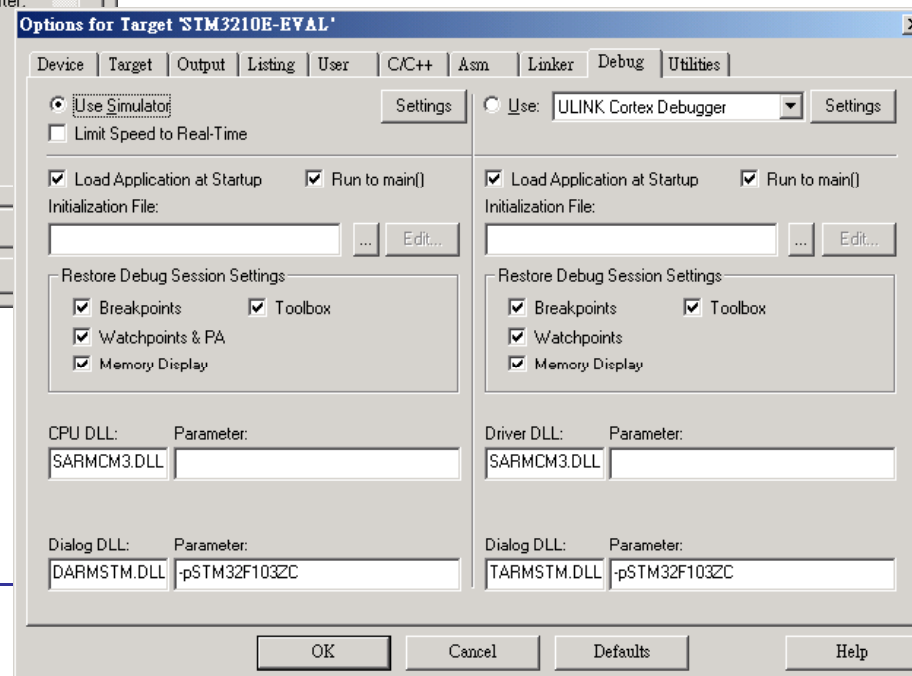 Options for Target 'STM3210E-EVAL'
Device Target Output Listing User C/C++ Asm Linker Debug Utilities
Use Simulator Settings Use: ULINK Cortex Debugger Settings
Limit Speed to Real-Time
Load Application at Startup Run to main() Load Application at Startup Run to main()
Initialization File: Initialization File:
... Edit... ... Edit...
Restore Debug Session Settings Restore Debug Session Settings
Breakpoints Toolbox Breakpoints Toolbox
Watchpoints & PA Watchpoints
Memory Display Memory Display
CPU DLL: Parameter: Driver DLL: Parameter:
SARMCM3.DLL SARMCM3.DLL
Dialog DLL: Parameter: Dialog DLL: Parameter:
DARMSTM.DLL -pSTM32F103ZC TARMSTM.DLL -pSTM32F103ZC
OK Cancel Defaults Help